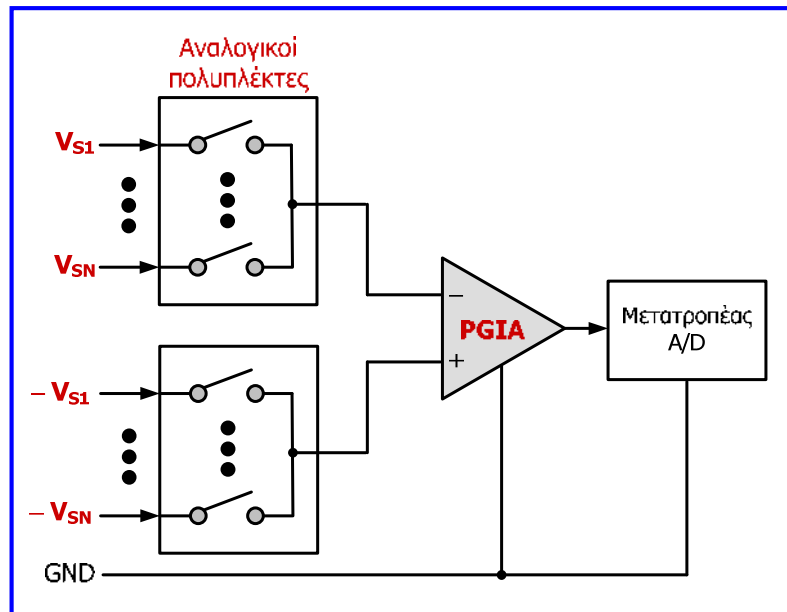 Αναλογικοί
πολυπλέκτες
VS1
VSN
−
PGIA
+
Μετατροπέας
A/D
− VS1
− VSN
GND